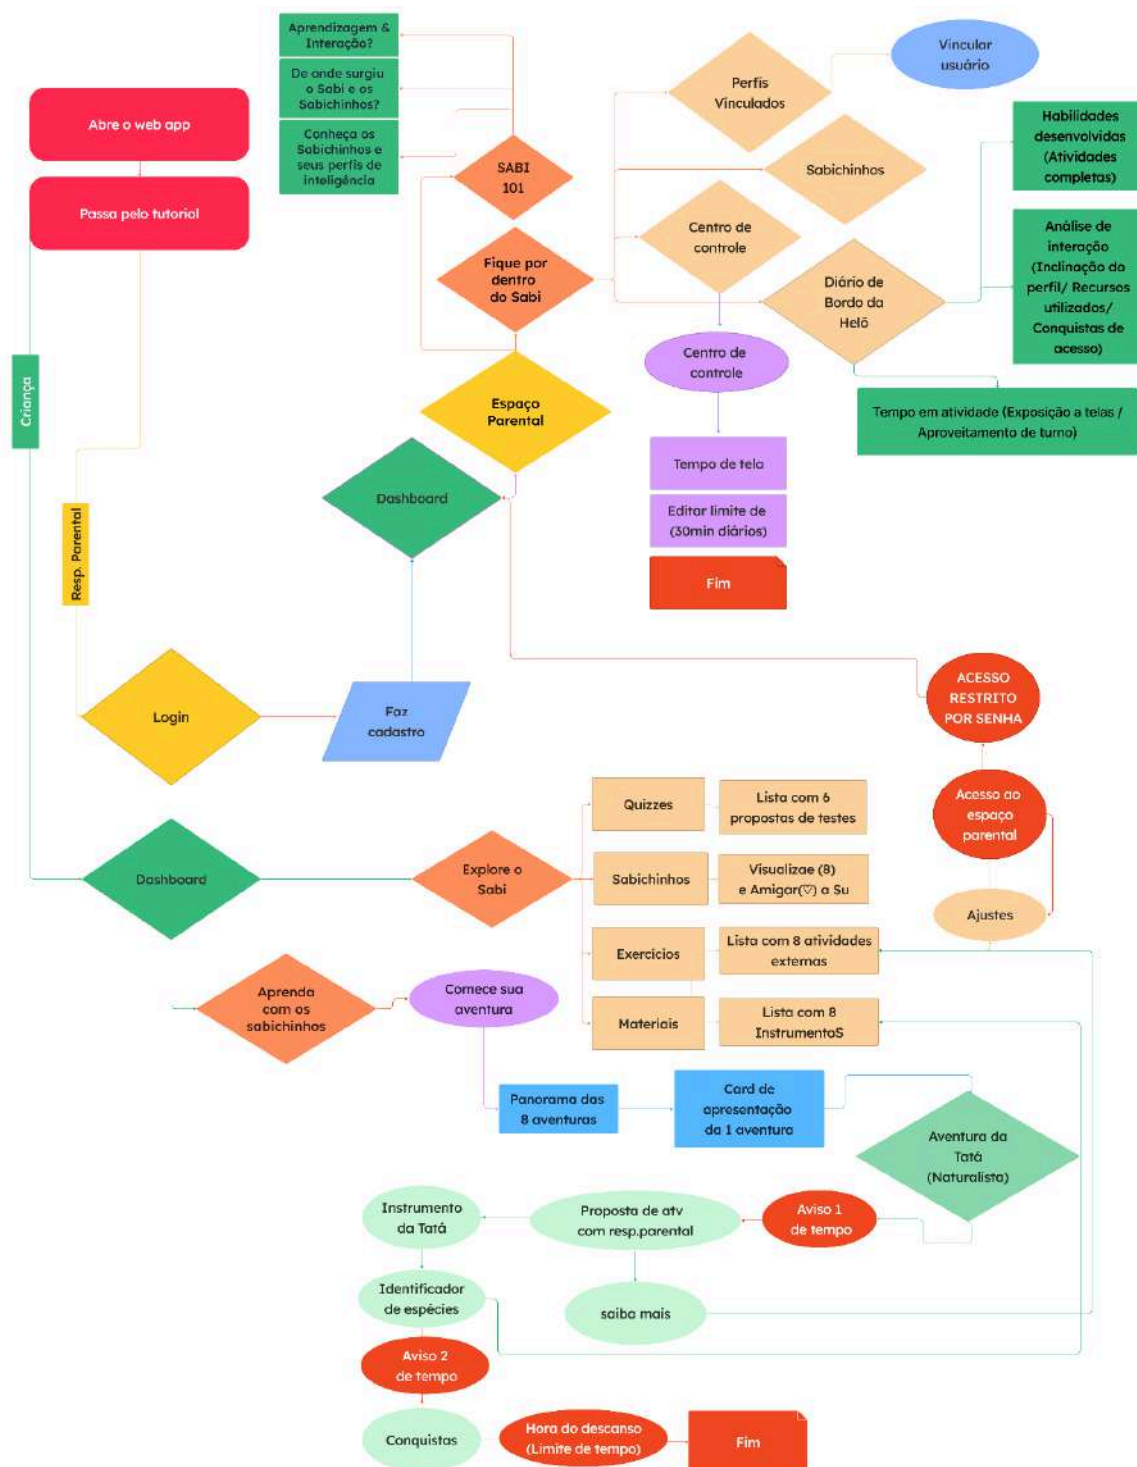 Aprendizagem &
Interação?
De onde surgiu
o Sabi e os
Sabichinhos?
Conheça os
Sabichinhos e
seus perfis de
inteligência
Abre o web app
Passa pelo tutorial
SABI
101
Fique por
dentro
do Sabi
Espaço
Parental
Perfis
Vinculados
Vincular
usuário
Sabichinhos
Centro de
controle
Diário de
Bordo da
Helô
Habilidades
desenvolvidas
(Atividades
completas)
Análise de
interação
(Inclinação do
perfil/ Recursos
utilizados/
Conquistas de
acesso)
Tempo em atividade (Exposição a telas /
Aproveitamento de turno)
Centro de
controle
Tempo de tela
Editar limite de
(30min diários)
Fim
Criança
Resp. Parental
Dashboard
Login
Faz
cadastro
ACESSO
RESTRITO
POR SENHA
Acesso ao
espaço
parental
Ajustes
Dashboard
Explore o
Sabi
Quizzes
Lista com 6
propostas de testes
Sabichinhos
Visualizae (8)
e Amigar(♡) a Su
Exercícios
Lista com 8 atividades
externas
Materiais
Lista com 8
InstrumentoS
Aprenda
com os
sabichinhos
Comece sua
aventura
Panorama das
8 aventuras
Card de
apresentação
da 1 aventura
Aventura da
Tatá
(Naturalista)
Aviso 1
de tempo
Proposta de atv
com resp.parental
Instrumento
da Tatá
saiba mais
Identificador
de espécies
Aviso 2
de tempo
Conquistas
Hora do descanso
(Limite de tempo)
Fim